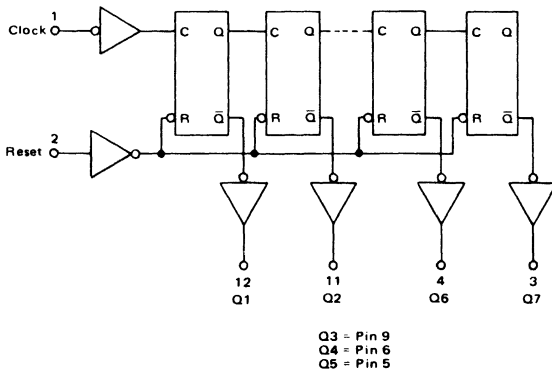 1
Clock
C Q C Q C Q C Q
R Q̅ R Q̅ R Q̅ R Q̅
2
Reset
12 11 4 3
Q1 Q2 Q6 Q7
Q3 = Pin 9
Q4 = Pin 6
Q5 = Pin 5